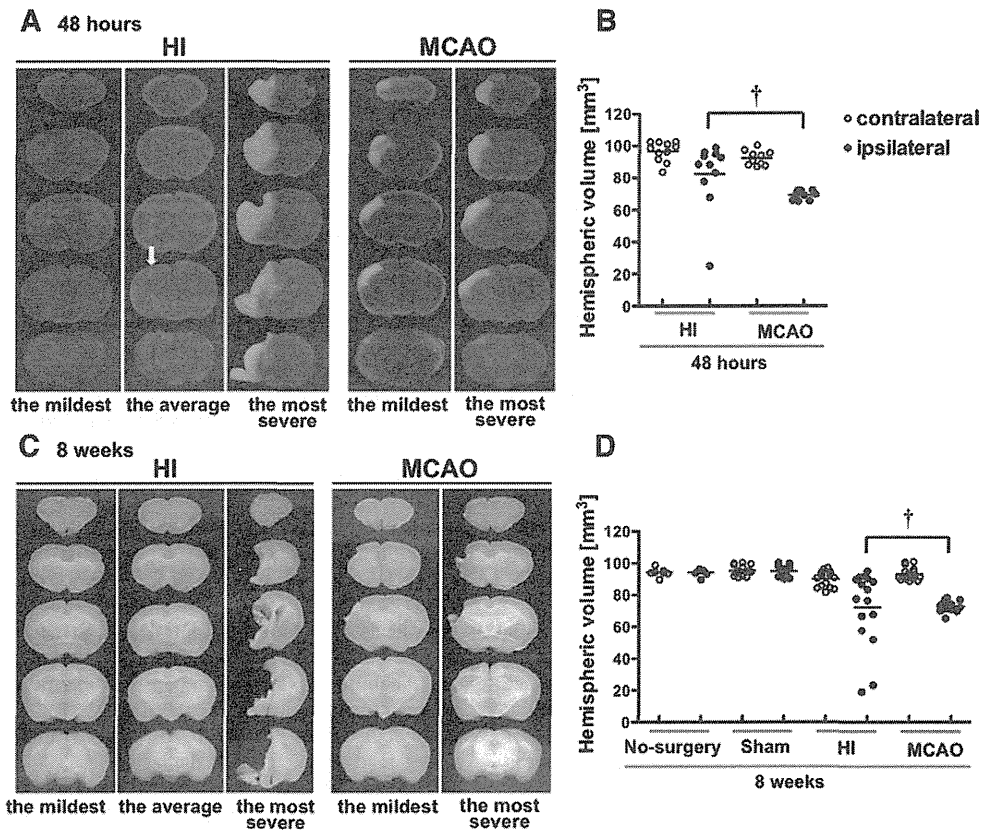 A 48 hours
HI
MCAO
the mildest
the average
the most
severe
the mildest
the most
severe
B
Hemispheric volume [mm³]
120
100
80
60
40
20
0
†
contralateral
ipsilateral
HI
MCAO
48 hours
C 8 weeks
HI
MCAO
the mildest
the average
the most
severe
the mildest
the most
severe
D
Hemispheric volume [mm³]
120
100
80
60
40
20
0
†
No-surgery
Sham
HI
MCAO
8 weeks